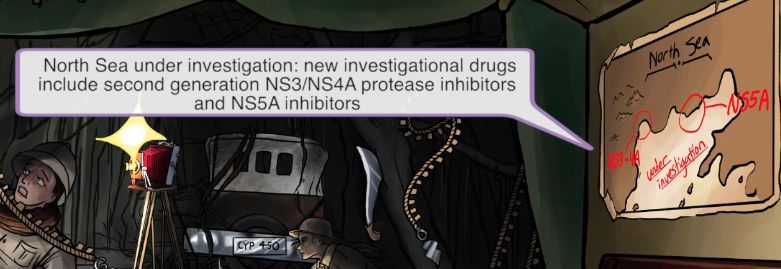 North Sea under investigation: new investigational drugs
include second generation NS3/NS4A protease inhibitors
and NS5A inhibitors
North Sea
NS5A
NS3-4A
under
investigation
CYP 450